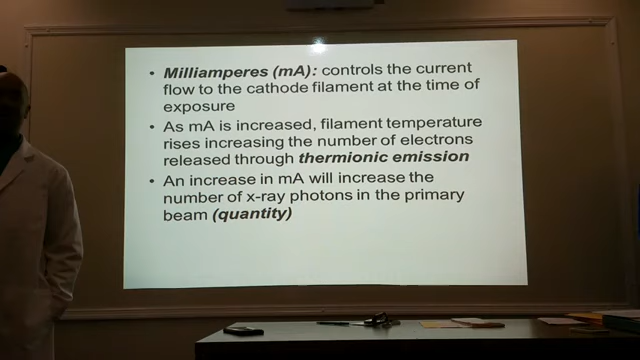 • Milliamperes (mA): controls the current
flow to the cathode filament at the time of
exposure
• As mA is increased, filament temperature
rises increasing the number of electrons
released through thermionic emission
• An increase in mA will increase the
number of x-ray photons in the primary
beam (quantity)